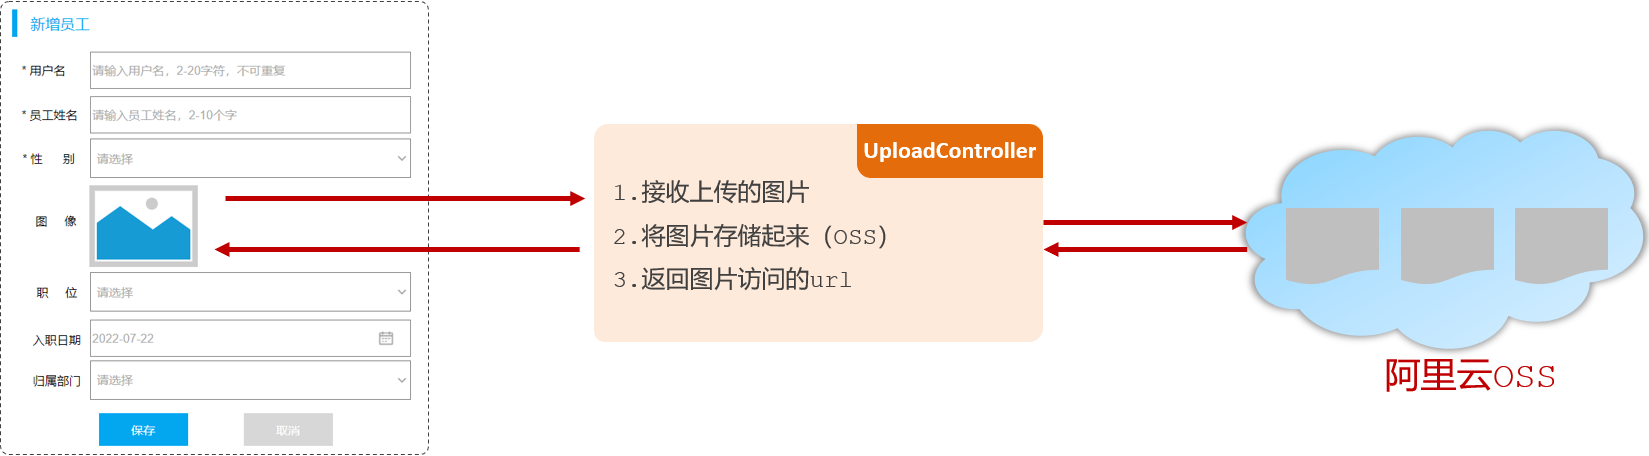 新增员工
* 用户名
请输入用户名，2-20字符，不可重复
* 员工姓名
请输入员工姓名，2-10个字
* 性 别
请选择
图 像
职 位
请选择
入职日期
2022-07-22
归属部门
请选择
保存
取消
UploadController
1.接收上传的图片
2.将图片存储起来（OSS）
3.返回图片访问的url
阿里云OSS